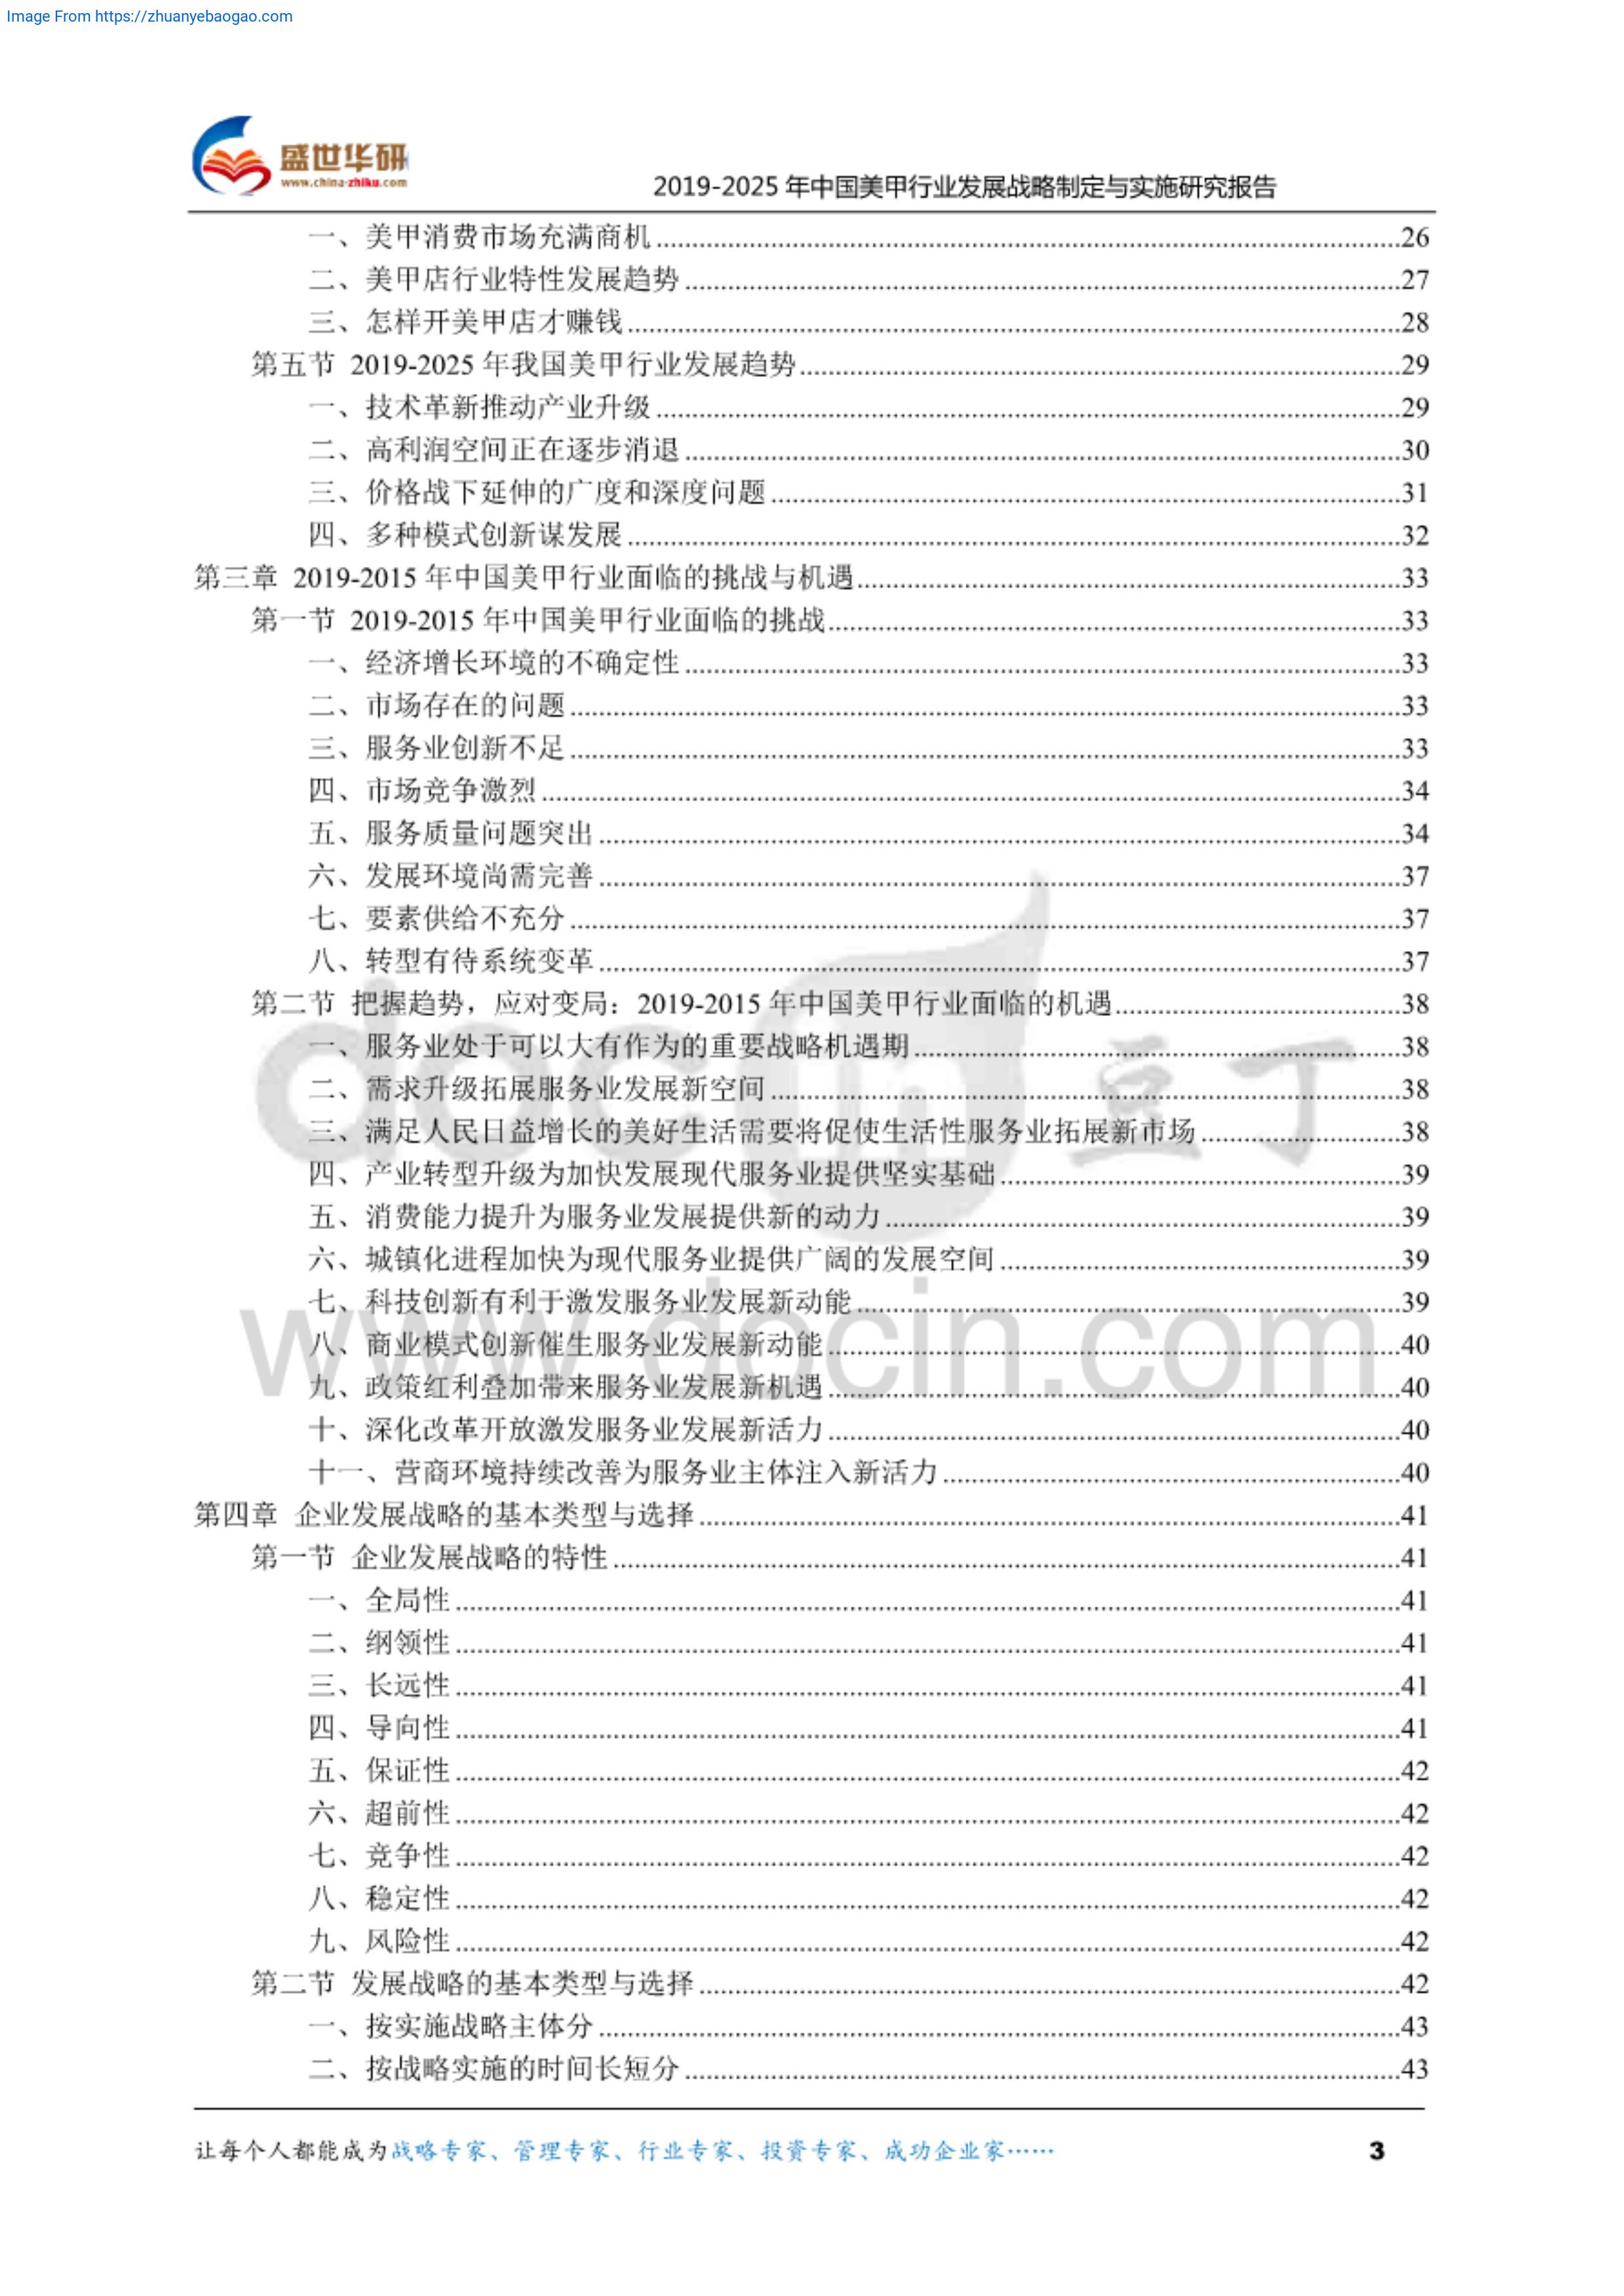 Image From https://zhuanyebaogao.com
盛世华研
www.china-zhiku.com
2019-2025 年中国美甲行业发展战略制定与实施研究报告
一、美甲消费市场充满商机 26
二、美甲店行业特性发展趋势 27
三、怎样开美甲店才赚钱 28
第五节 2019-2025 年我国美甲行业发展趋势 29
一、技术革新推动产业升级 29
二、高利润空间正在逐步消退 30
三、价格战下延伸的广度和深度问题 31
四、多种模式创新谋发展 32
第三章 2019-2015 年中国美甲行业面临的挑战与机遇 33
第一节 2019-2015 年中国美甲行业面临的挑战 33
一、经济增长环境的不确定性 33
二、市场存在的问题 33
三、服务业创新不足 33
四、市场竞争激烈 34
五、服务质量问题突出 34
六、发展环境尚需完善 37
七、要素供给不充分 37
八、转型有待系统变革 37
第二节 把握趋势，应对变局：2019-2015 年中国美甲行业面临的机遇 38
一、服务业处于可以大有作为的重要战略机遇期 38
二、需求升级拓展服务业发展新空间 38
三、满足人民日益增长的美好生活需要将促使生活性服务业拓展新市场 38
四、产业转型升级为加快发展现代服务业提供坚实基础 39
五、消费能力提升为服务业发展提供新的动力 39
六、城镇化进程加快为现代服务业提供广阔的发展空间 39
七、科技创新有利于激发服务业发展新动能 39
八、商业模式创新催生服务业发展新动能 40
九、政策红利叠加带来服务业发展新机遇 40
十、深化改革开放激发服务业发展新活力 40
十一、营商环境持续改善为服务业主体注入新活力 40
第四章 企业发展战略的基本类型与选择 41
第一节 企业发展战略的特性 41
一、全局性 41
二、纲领性 41
三、长远性 41
四、导向性 41
五、保证性 42
六、超前性 42
七、竞争性 42
八、稳定性 42
九、风险性 42
第二节 发展战略的基本类型与选择 42
一、按实施战略主体分 43
二、按战略实施的时间长短分 43
docin 豆丁
www.docin.com
让每个人都能成为战略专家、管理专家、行业专家、投资专家、成功企业家…… 3